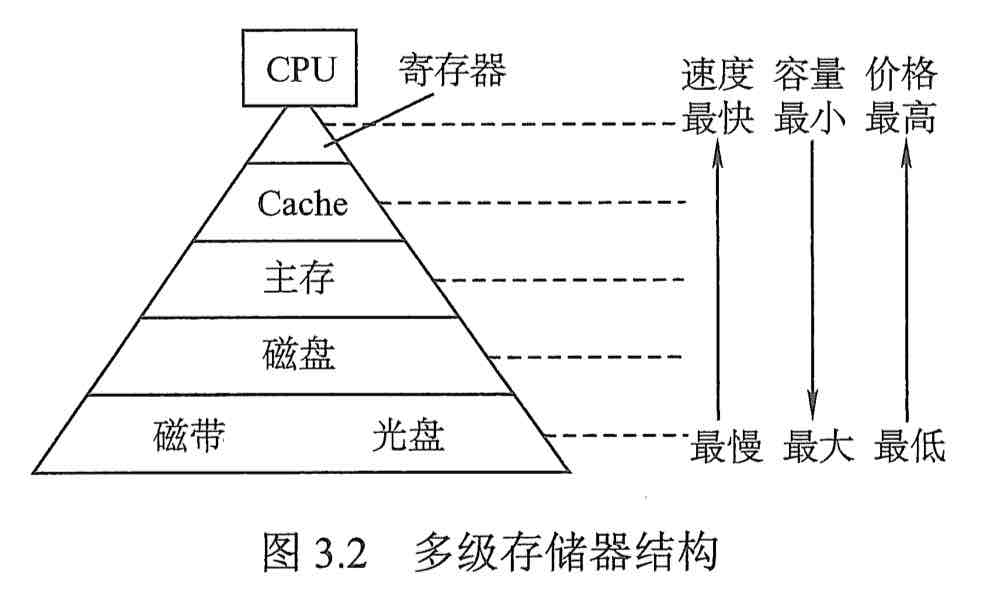 CPU
寄存器
速度 容量 价格
最快 最小 最高
Cache
主存
磁盘
磁带 光盘
最慢 最大 最低
图 3.2 多级存储器结构